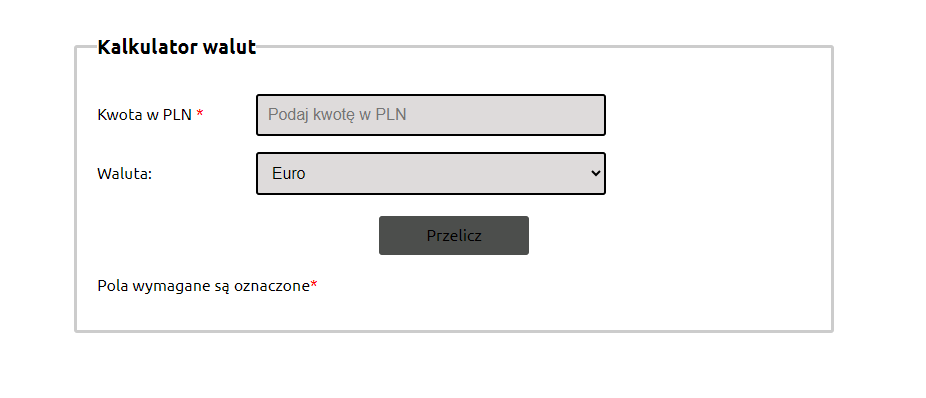 Kalkulator walut
Kwota w PLN *
Podaj kwotę w PLN
Waluta:
Euro
Przelicz
Pola wymagane są oznaczone*